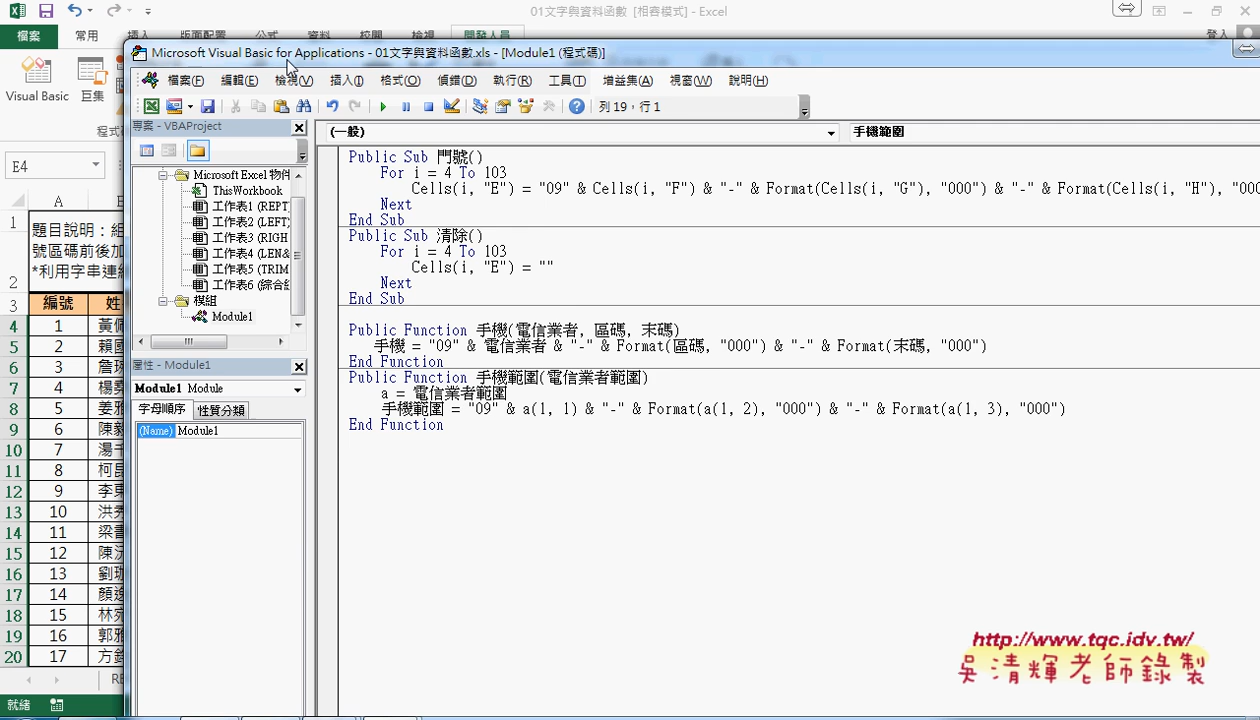 01文字與資料函數 [相容模式] - Excel
檔案 常用 插入 版面配置 公式 資料 校閱 檢視 開發人員 登入
Microsoft Visual Basic for Applications - 01文字與資料函數.xls - [Module1 (程式碼)]
檔案(F) 編輯(E) 檢視(V) 插入(I) 格式(O) 偵錯(D) 執行(R) 工具(T) 增益集(A) 視窗(W) 說明(H)
Visual Basic 巨集
列 19，行 1
專案 - VBAProject
(一般) 手機範圍
Microsoft Excel 物件
ThisWorkbook
工作表1 (REPT
工作表2 (LEFT)
工作表3 (RIGH
工作表4 (LEN&
工作表5 (TRIM
工作表6 (綜合
模組
Module1
屬性 - Module1
Module1 Module
字母順序 性質分類
(Name) Module1
Public Sub 門號()
For i = 4 To 103
Cells(i, "E") = "09" & Cells(i, "F") & "-" & Format(Cells(i, "G"), "000") & "-" & Format(Cells(i, "H"), "000
Next
End Sub
Public Sub 清除()
For i = 4 To 103
Cells(i, "E") = ""
Next
End Sub
Public Function 手機(電信業者, 區碼, 末碼)
手機 = "09" & 電信業者 & "-" & Format(區碼, "000") & "-" & Format(末碼, "000")
End Function
Public Function 手機範圍(電信業者範圍)
a = 電信業者範圍
手機範圍 = "09" & a(1, 1) & "-" & Format(a(1, 2), "000") & "-" & Format(a(1, 3), "000")
End Function
E4
A
1
題目說明：組
號區碼前後加
2
*利用字串連
3 編號 姓
4 1 黃
5 2 賴
6 3 詹
7 4 楊
8 5 姜
9 6 陳
10 7 湯
11 8 柯
12 9 李
13 10 洪
14 11 梁
15 12 陳
16 13 劉
17 14 顏
18 15 林
19 16 郭
20 17 方
RE
就緒
http://www.tqc.idv.tw/
吳清輝老師錄製